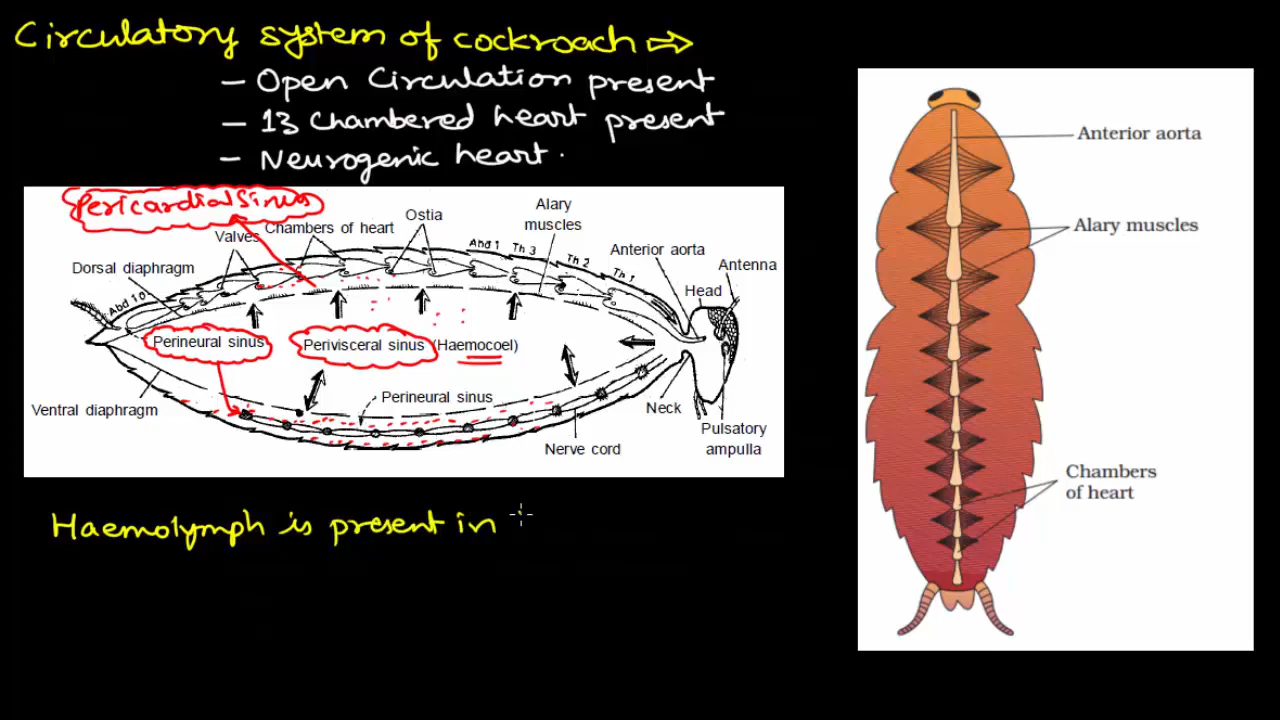 Circulatory system of cockroach ⇒
– Open Circulation present
– 13 Chambered heart present
– Neurogenic heart.
Pericardial Sinus
Valves
Chambers of heart
Ostia
Alary
muscles
Abd 1
Th 3
Th 2
Th 1
Anterior aorta
Antenna
Dorsal diaphragm
Head
Abd 10
Perineural sinus
Perivisceral sinus (Haemocoel)
Perineural sinus
Ventral diaphragm
Neck
Pulsatory
ampulla
Nerve cord
Haemolymph is present in
Anterior aorta
Alary muscles
Chambers
of heart